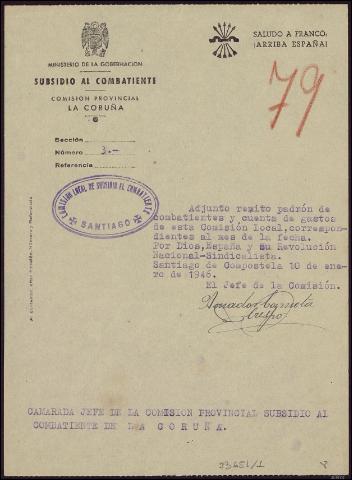 MINISTERIO DE LA GOBERNACION
SUBSIDIO AL COMBATIENTE
COMISION PROVINCIAL
LA CORUÑA
SALUDO A FRANCO:
¡ARRIBA ESPAÑA!
79
Sección
Número 3.-
Referencia
COMISION LOCAL DE SUBSIDIO AL COMBATIENTE
SANTIAGO
Adjunto remito padrón de
combatientes y cuenta de gastos
de esta Comisión local,correspon-
dientes al mes de la fecha.
Por Dios,España y su Revolución
Nacional-Sindicalista.
Santiago de Compostela 10 de ene-
ro de 1946.
El Jefe de la Comisión.
Amador
Crespo
CAMARADA JEFE DE LA COMISION PROVINCIAL SUBSIDIO AL
COMBATIENTE DE LA CORUÑA.